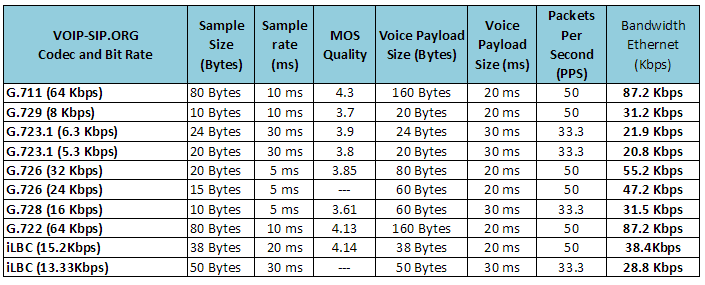 VOIP-SIP.ORG Codec and Bit Rate | Sample Size (Bytes) | Sample rate (ms) | MOS Quality | Voice Payload Size (Bytes) | Voice Payload Size (ms) | Packets Per Second (PPS) | Bandwidth Ethernet (Kbps)
G.711 (64 Kbps) | 80 Bytes | 10 ms | 4.3 | 160 Bytes | 20 ms | 50 | 87.2 Kbps
G.729 (8 Kbps) | 10 Bytes | 10 ms | 3.7 | 20 Bytes | 20 ms | 50 | 31.2 Kbps
G.723.1 (6.3 Kbps) | 24 Bytes | 30 ms | 3.9 | 24 Bytes | 30 ms | 33.3 | 21.9 Kbps
G.723.1 (5.3 Kbps) | 20 Bytes | 30 ms | 3.8 | 20 Bytes | 30 ms | 33.3 | 20.8 Kbps
G.726 (32 Kbps) | 20 Bytes | 5 ms | 3.85 | 80 Bytes | 20 ms | 50 | 55.2 Kbps
G.726 (24 Kbps) | 15 Bytes | 5 ms | --- | 60 Bytes | 20 ms | 50 | 47.2 Kbps
G.728 (16 Kbps) | 10 Bytes | 5 ms | 3.61 | 60 Bytes | 30 ms | 33.3 | 31.5 Kbps
G.722 (64 Kbps) | 80 Bytes | 10 ms | 4.13 | 160 Bytes | 20 ms | 50 | 87.2 Kbps
iLBC (15.2Kbps) | 38 Bytes | 20 ms | 4.14 | 38 Bytes | 20 ms | 50 | 38.4Kbps
iLBC (13.33Kbps) | 50 Bytes | 30 ms | --- | 50 Bytes | 30 ms | 33.3 | 28.8 Kbps